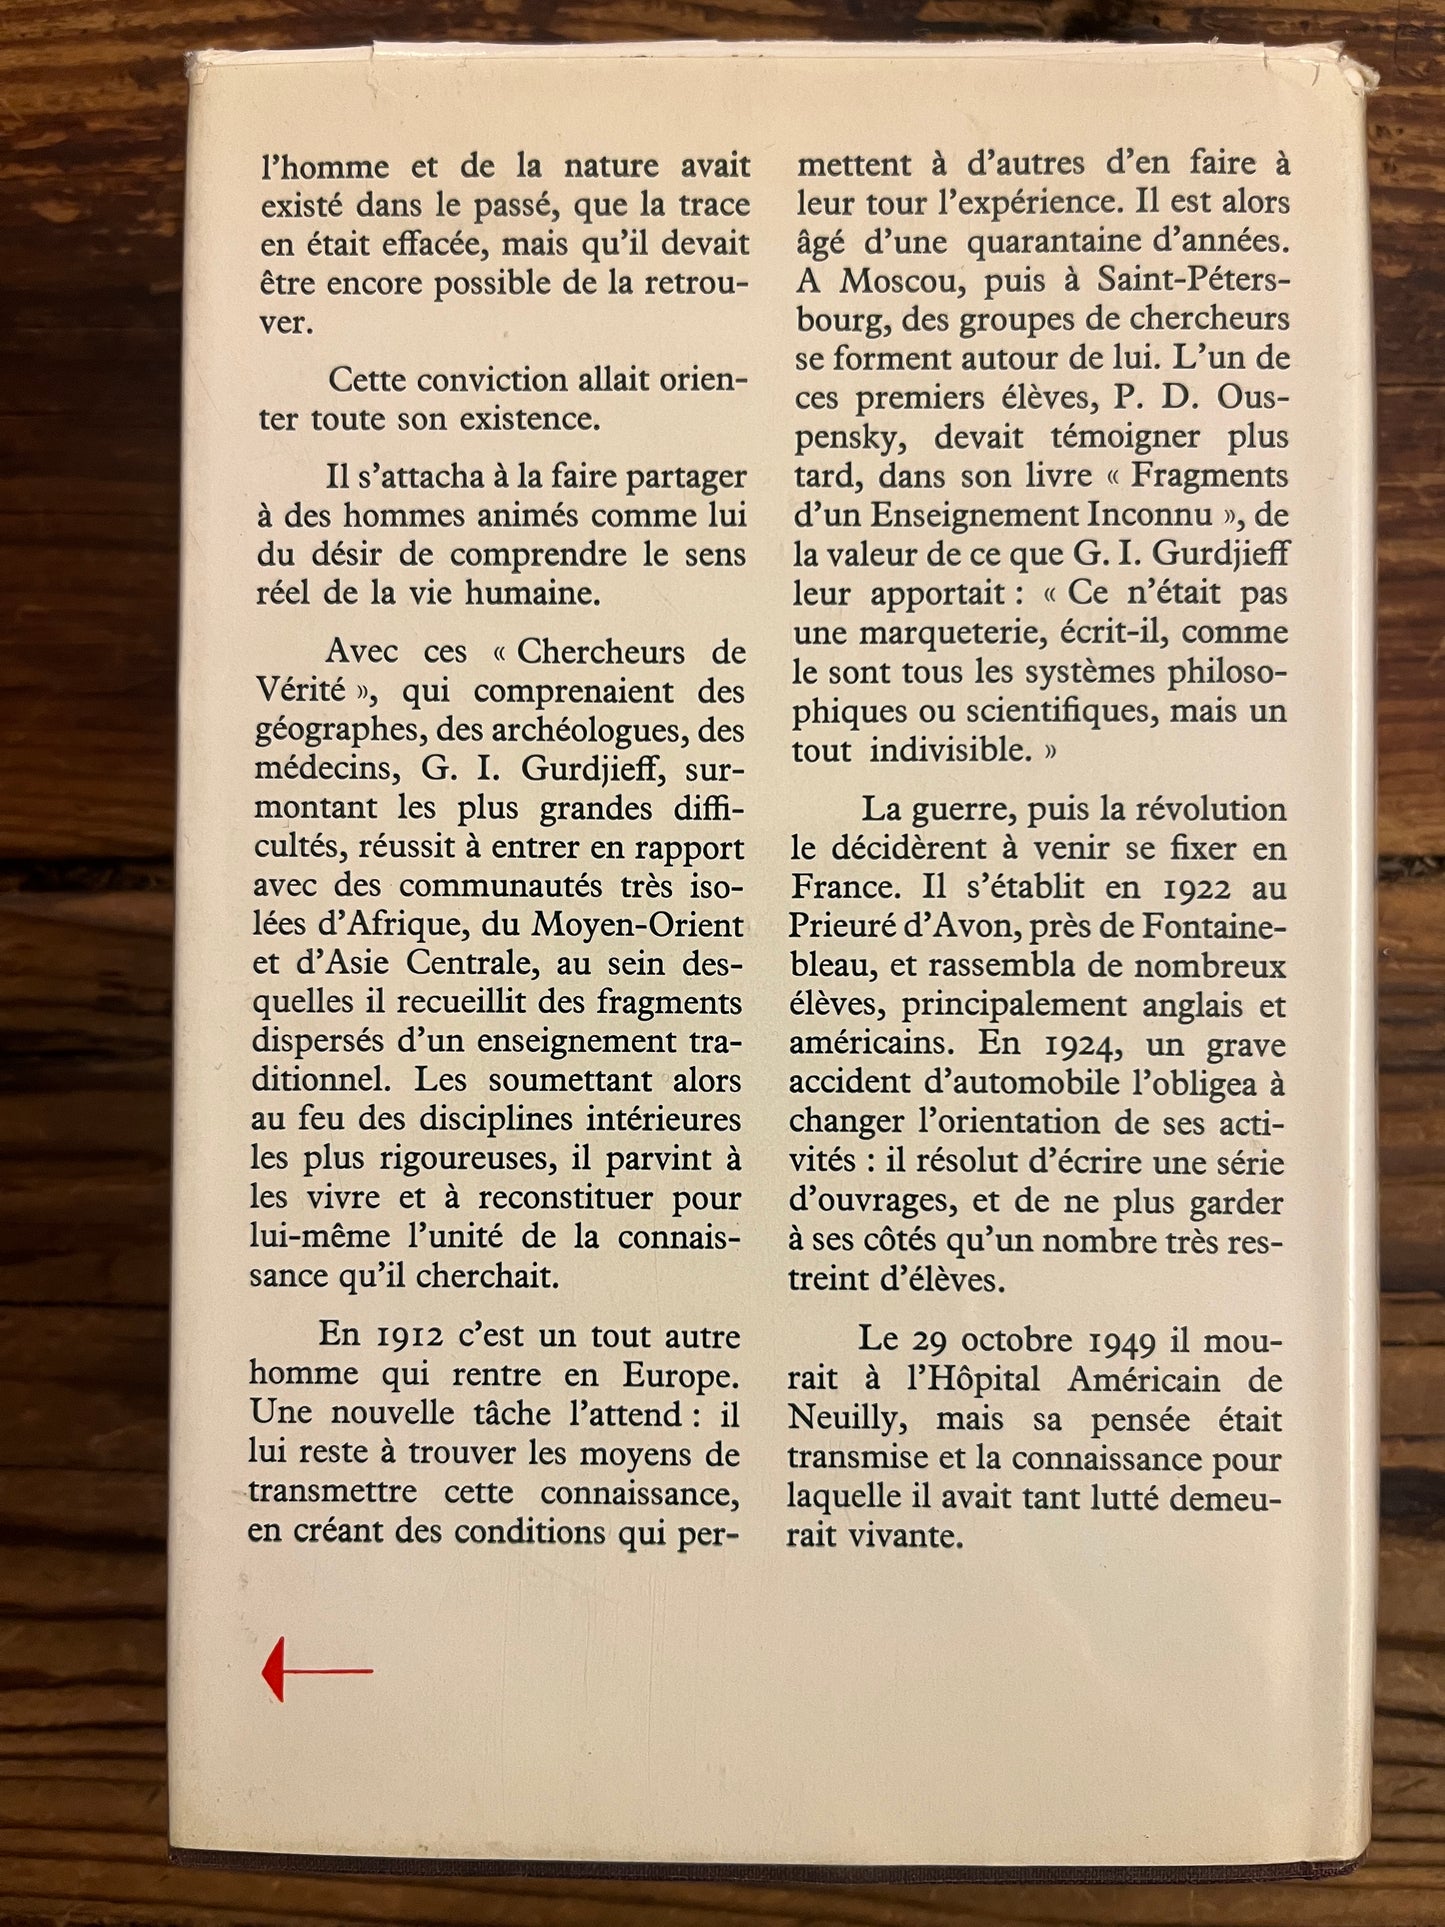 l'homme et de la nature avait
existé dans le passé, que la trace
en était effacée, mais qu'il devait
être encore possible de la retrou-
ver.
Cette conviction allait orien-
ter toute son existence.
Il s'attacha à la faire partager
à des hommes animés comme lui
du désir de comprendre le sens
réel de la vie humaine.
Avec ces « Chercheurs de
Vérité », qui comprenaient des
géographes, des archéologues, des
médecins, G. I. Gurdjieff, sur-
montant les plus grandes diffi-
cultés, réussit à entrer en rapport
avec des communautés très iso-
lées d'Afrique, du Moyen-Orient
et d'Asie Centrale, au sein des-
quelles il recueillit des fragments
dispersés d'un enseignement tra-
ditionnel. Les soumettant alors
au feu des disciplines intérieures
les plus rigoureuses, il parvint à
les vivre et à reconstituer pour
lui-même l'unité de la connais-
sance qu'il cherchait.
En 1912 c'est un tout autre
homme qui rentre en Europe.
Une nouvelle tâche l'attend : il
lui reste à trouver les moyens de
transmettre cette connaissance,
en créant des conditions qui per-
mettent à d'autres d'en faire à
leur tour l'expérience. Il est alors
âgé d'une quarantaine d'années.
A Moscou, puis à Saint-Péters-
bourg, des groupes de chercheurs
se forment autour de lui. L'un de
ces premiers élèves, P. D. Ous-
pensky, devait témoigner plus
tard, dans son livre « Fragments
d'un Enseignement Inconnu », de
la valeur de ce que G. I. Gurdjieff
leur apportait : « Ce n'était pas
une marqueterie, écrit-il, comme
le sont tous les systèmes philoso-
phiques ou scientifiques, mais un
tout indivisible. »
La guerre, puis la révolution
le décidèrent à venir se fixer en
France. Il s'établit en 1922 au
Prieuré d'Avon, près de Fontaine-
bleau, et rassembla de nombreux
élèves, principalement anglais et
américains. En 1924, un grave
accident d'automobile l'obligea à
changer l'orientation de ses acti-
vités : il résolut d'écrire une série
d'ouvrages, et de ne plus garder
à ses côtés qu'un nombre très res-
treint d'élèves.
Le 29 octobre 1949 il mou-
rait à l'Hôpital Américain de
Neuilly, mais sa pensée était
transmise et la connaissance pour
laquelle il avait tant lutté demeu-
rait vivante.